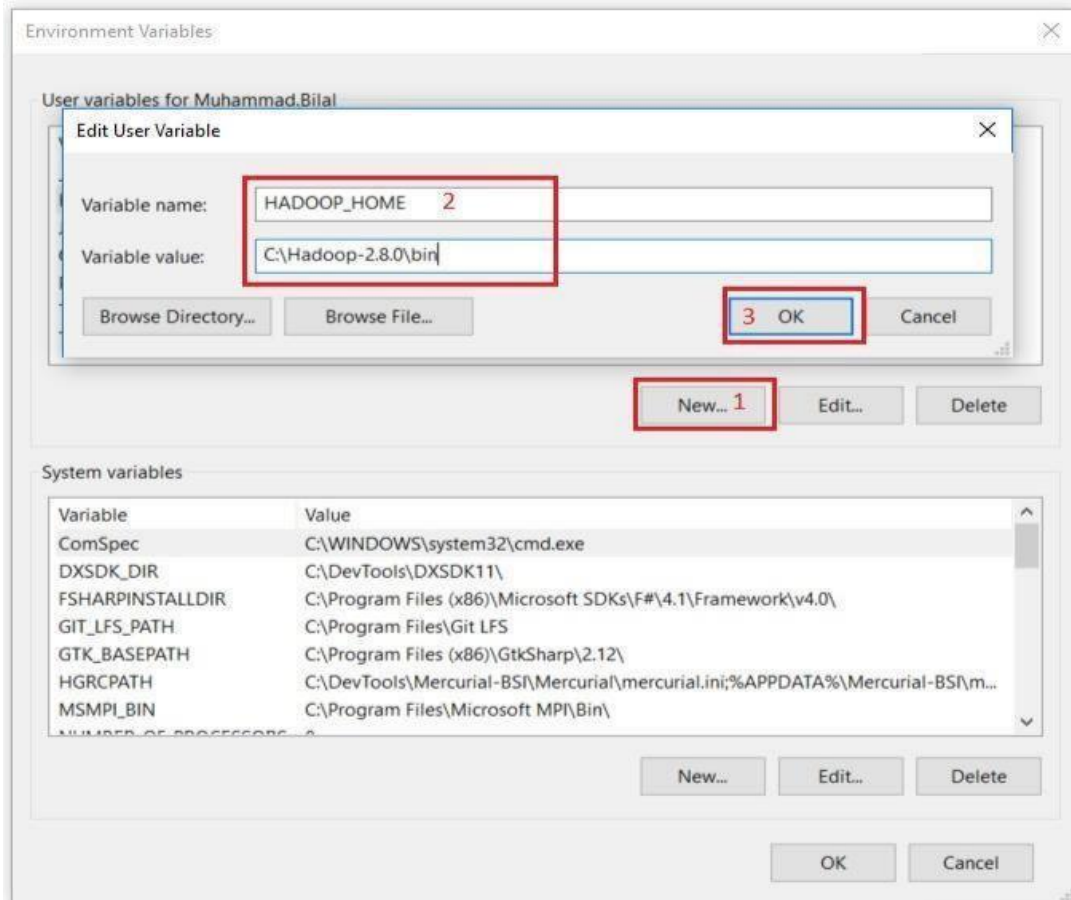 Environment Variables
User variables for Muhammad.Bilal
Edit User Variable
Variable name: HADOOP_HOME 2
Variable value: C:\Hadoop-2.8.0\bin
Browse Directory... Browse File... 3 OK Cancel
New... 1 Edit... Delete
System variables
Variable Value
ComSpec C:\WINDOWS\system32\cmd.exe
DXSDK_DIR C:\DevTools\DXSDK11\
FSHARPINSTALLDIR C:\Program Files (x86)\Microsoft SDKs\F#\4.1\Framework\v4.0\
GIT_LFS_PATH C:\Program Files\Git LFS
GTK_BASEPATH C:\Program Files (x86)\GtkSharp\2.12\
HGRCPATH C:\DevTools\Mercurial-BSI\Mercurial\mercurial.ini;%APPDATA%\Mercurial-BSI\m...
MSMPI_BIN C:\Program Files\Microsoft MPI\Bin\
New... Edit... Delete
OK Cancel